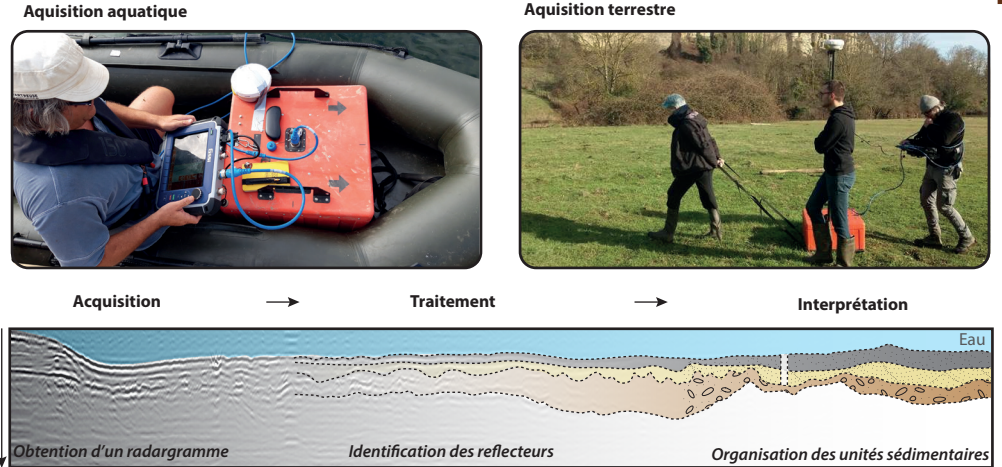 Aquisition aquatique
Aquisition terrestre
Acquisition → Traitement → Interprétation
Eau
Obtention d'un radargramme
Identification des reflecteurs
Organisation des unités sédimentaires